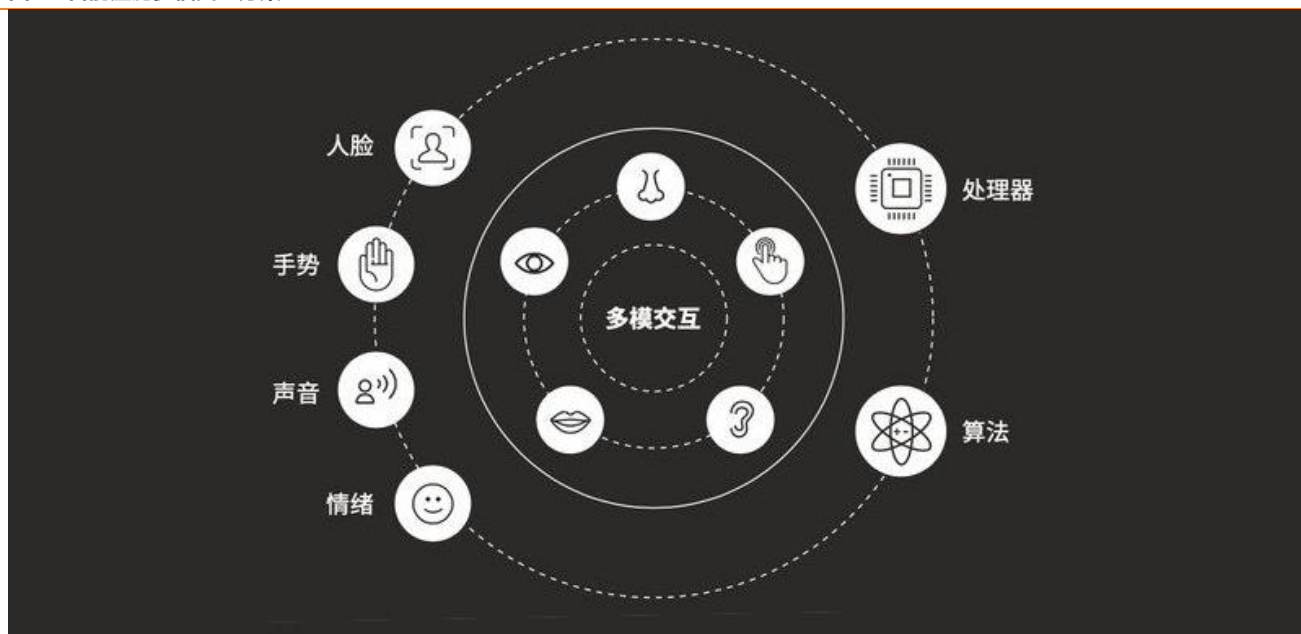 人脸
处理器
手势
多模交互
声音
算法
情绪